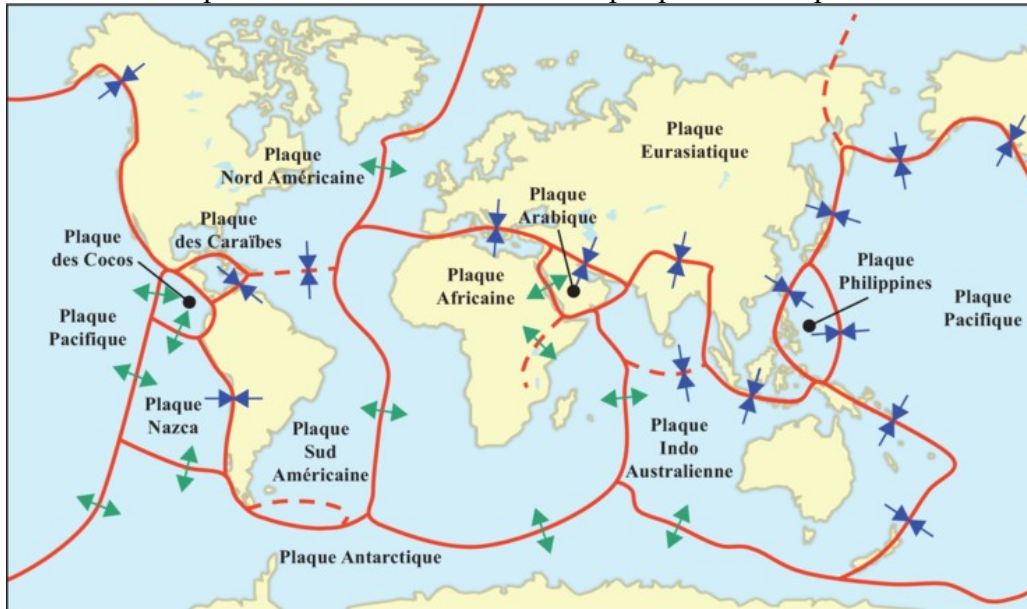 Plaque
Nord Américaine
Plaque
Eurasiatique
Plaque
Arabique
Plaque
des Caraïbes
Plaque
des Cocos
Plaque
Africaine
Plaque
Philippines
Plaque
Pacifique
Plaque
Pacifique
Plaque
Nazca
Plaque
Sud
Américaine
Plaque
Indo
Australienne
Plaque Antarctique